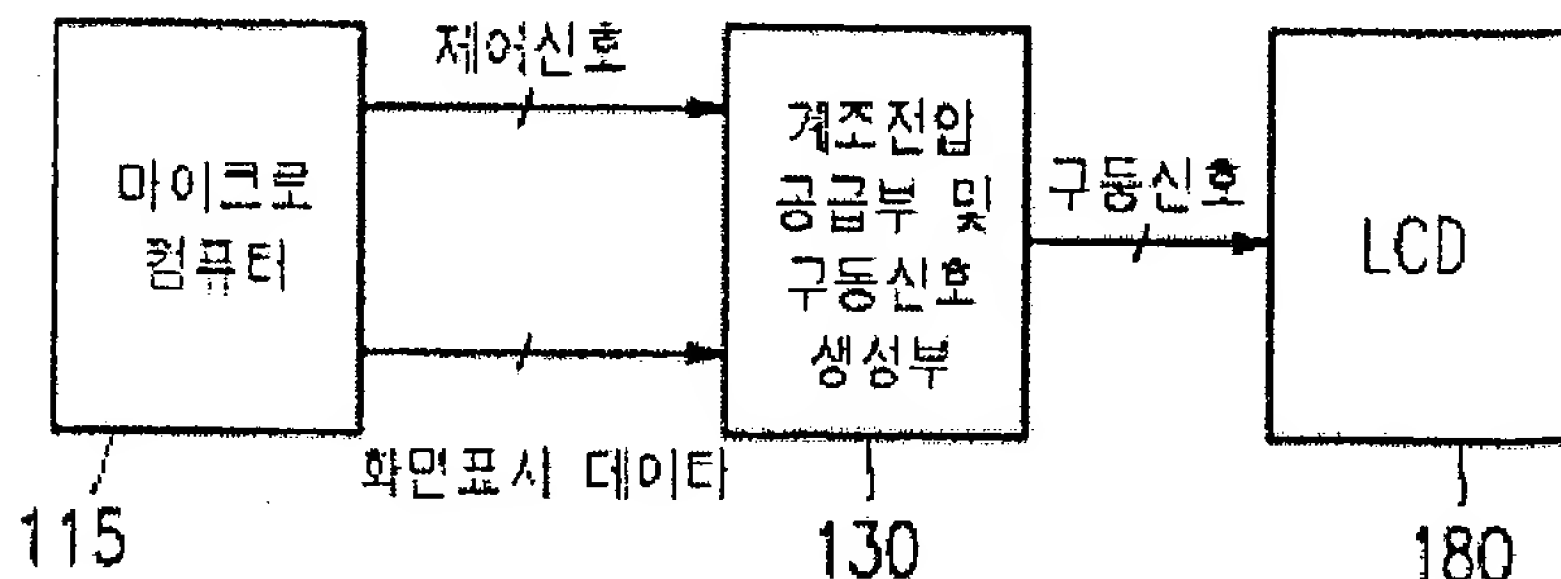 제어신호
마이크로
컴퓨터
계조전압
공급부 및
구동신호
생성부
구동신호
LCD
화면표시 데이타
115
130
180